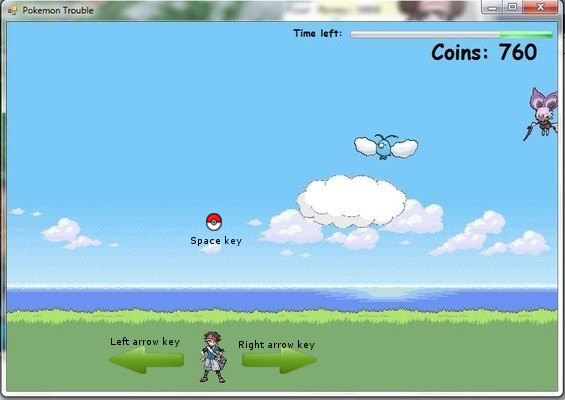 Pokemon Trouble
Time left:
Coins: 760
Space key
Left arrow key
Right arrow key